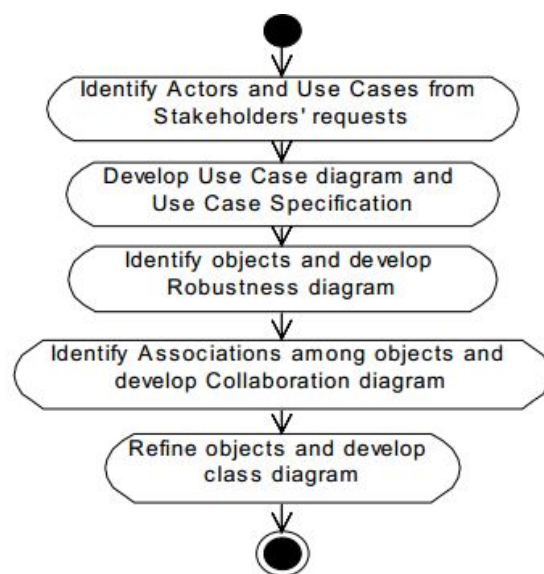 Identify Actors and Use Cases from
Stakeholders' requests
Develop Use Case diagram and
Use Case Specification
Identify objects and develop
Robustness diagram
Identify Associations among objects and
develop Collaboration diagram
Refine objects and develop
class diagram